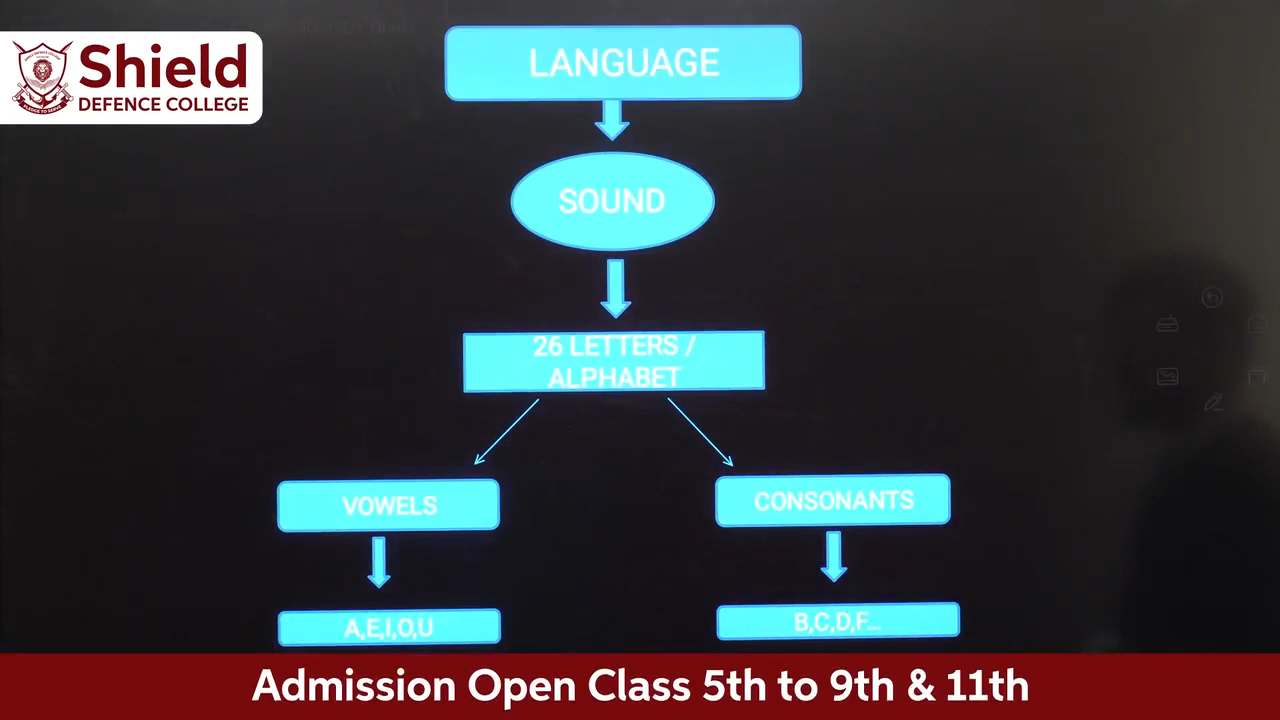 Shield
DEFENCE COLLEGE
LANGUAGE
SOUND
26 LETTERS /
ALPHABET
VOWELS
CONSONANTS
A,E,I,O,U
B,C,D,F...
Admission Open Class 5th to 9th & 11th